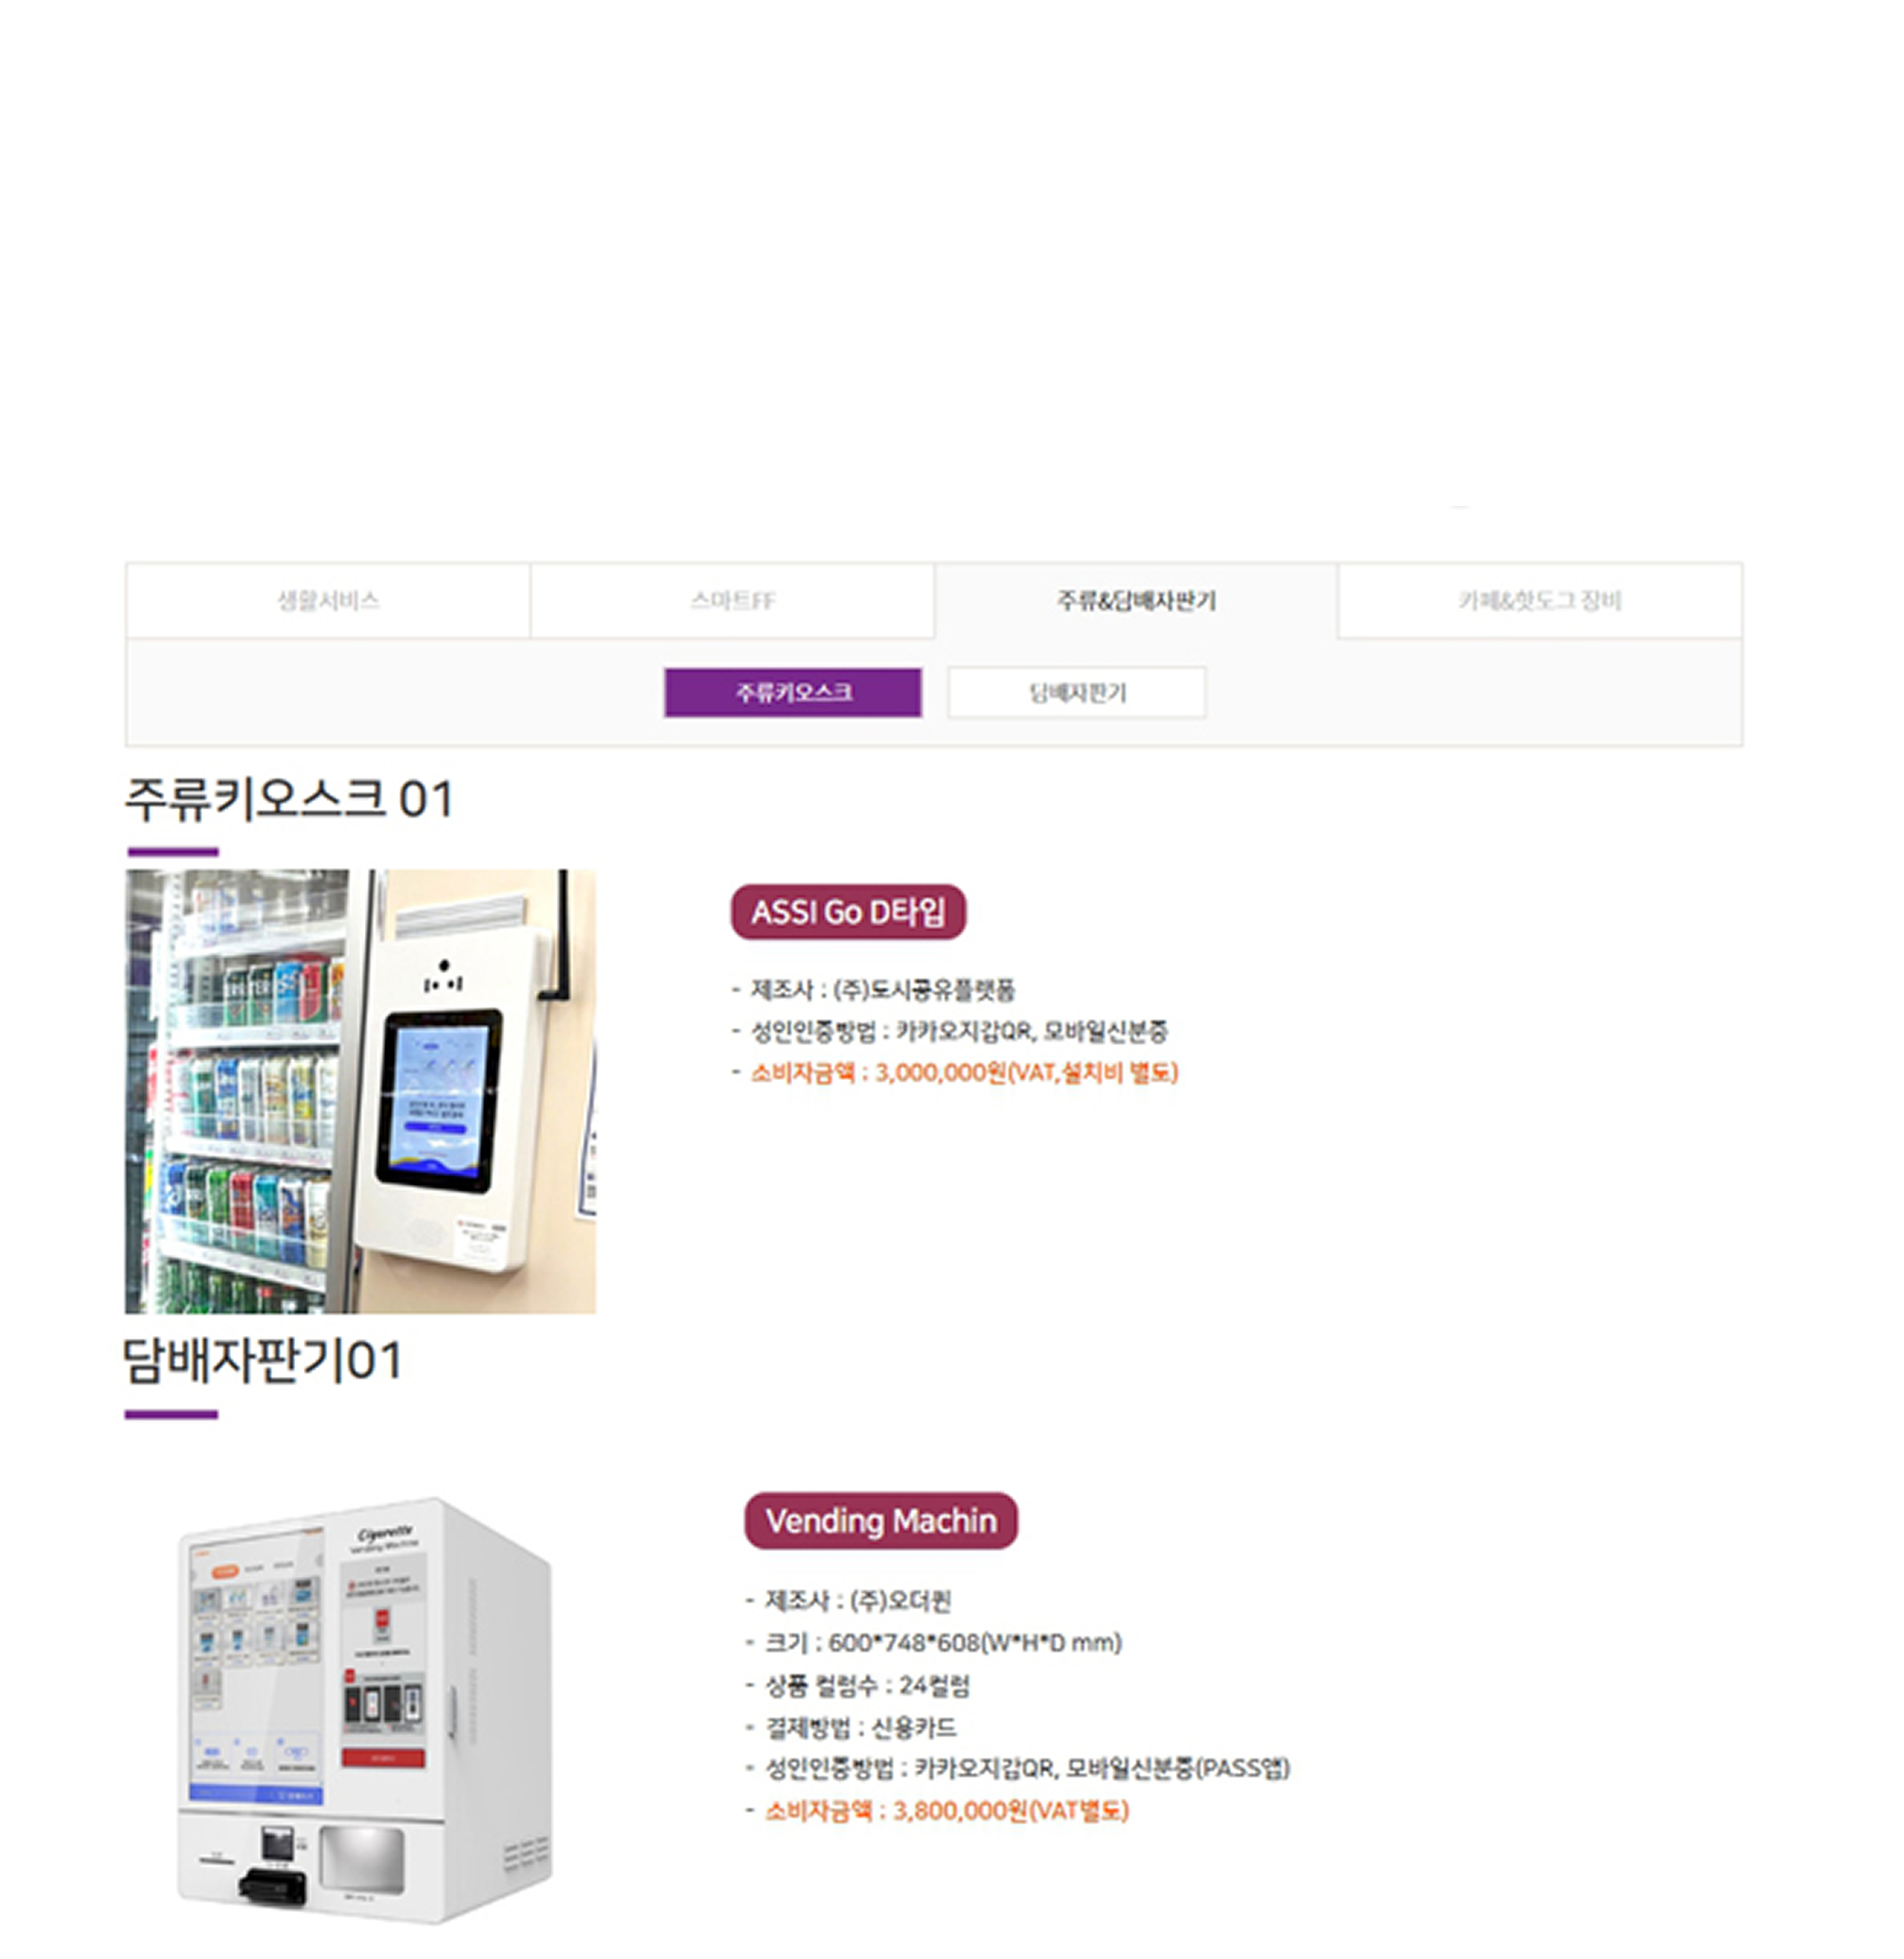 생활서비스
스마트FF
주류&담배자판기
카페&핫도그 장비
주류키오스크
담배자판기
주류키오스크 01
ASSI Go D타입
- 제조사 : (주)도시공유플랫폼
- 성인인증방법 : 카카오지갑QR, 모바일신분증
- 소비자금액 : 3,000,000원(VAT,설치비 별도)
담배자판기01
Cigarette
Vending Machine
Vending Machin
- 제조사 : (주)오더퀸
- 크기 : 600*748*608(W*H*D mm)
- 상품 컬럼수 : 24컬럼
- 결제방법 : 신용카드
- 성인인증방법 : 카카오지갑QR, 모바일신분증(PASS앱)
- 소비자금액 : 3,800,000원(VAT별도)